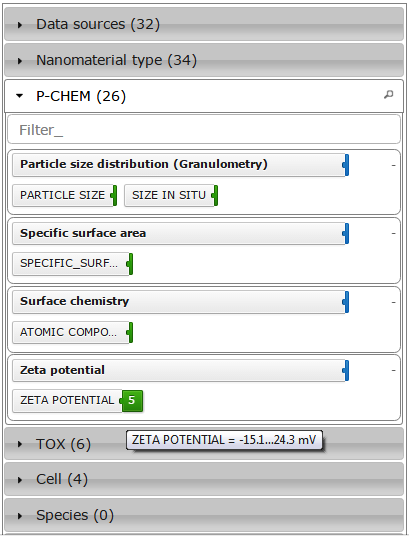 Data sources (32)
Nanomaterial type (34)
P-CHEM (26)
Filter_
Particle size distribution (Granulometry) -
PARTICLE SIZE SIZE IN SITU
Specific surface area -
SPECIFIC_SURF...
Surface chemistry -
ATOMIC COMPO...
Zeta potential -
ZETA POTENTIAL 5
TOX (6)
ZETA POTENTIAL = -15.1...24.3 mV
Cell (4)
Species (0)